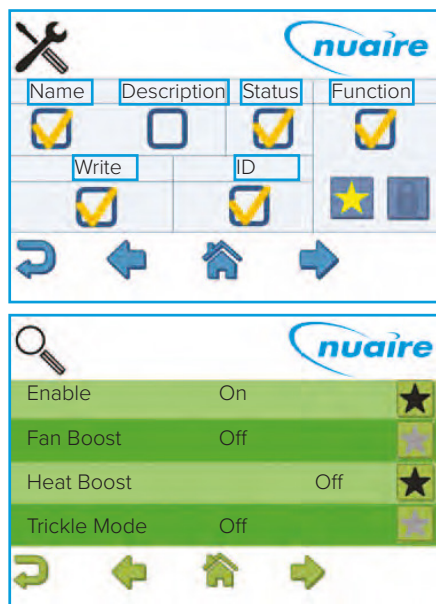 nuaire
Name Description Status Function
Write ID
nuaire
Enable On
Fan Boost Off
Heat Boost Off
Trickle Mode Off